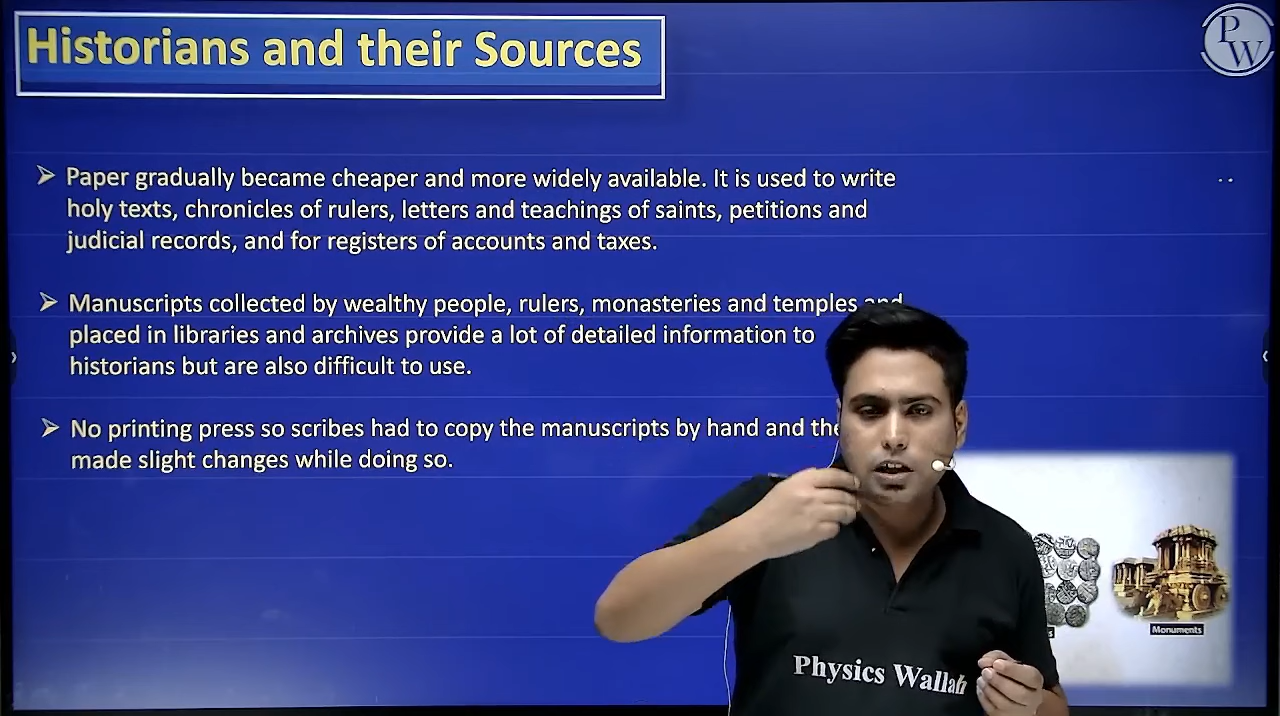 Historians and their Sources
P
W
➢ Paper gradually became cheaper and more widely available. It is used to write
holy texts, chronicles of rulers, letters and teachings of saints, petitions and
judicial records, and for registers of accounts and taxes.
➢ Manuscripts collected by wealthy people, rulers, monasteries and temples and
placed in libraries and archives provide a lot of detailed information to
historians but are also difficult to use.
➢ No printing press so scribes had to copy the manuscripts by hand and
made slight changes while doing so.
Monuments
Physics Wallah